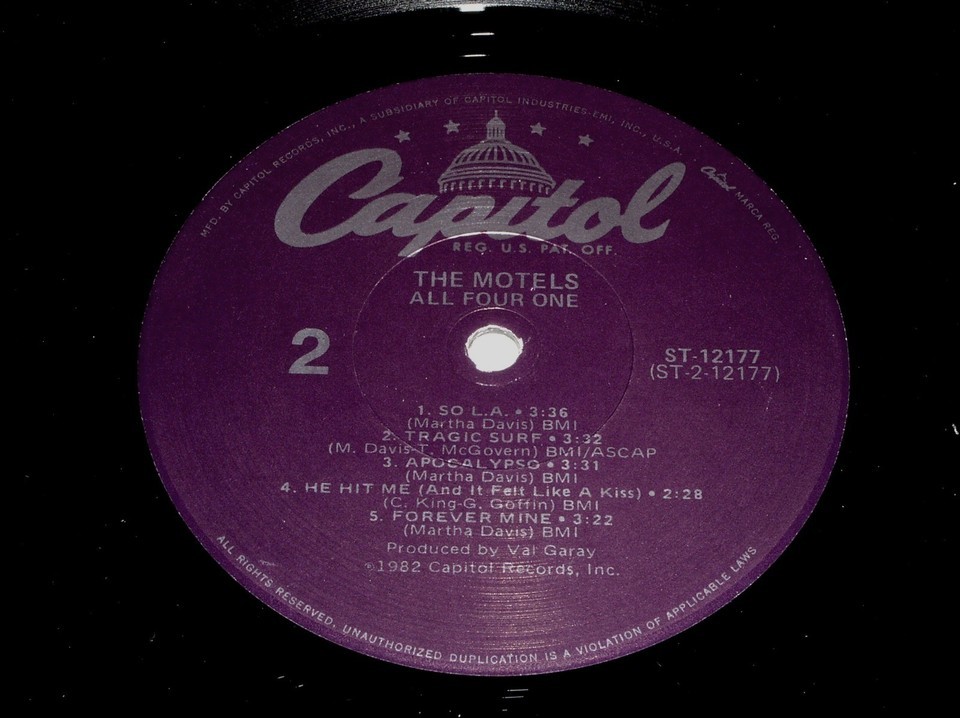 MFD. BY CAPITOL RECORDS, INC., A SUBSIDIARY OF CAPITOL INDUSTRIES-EMI, INC., U.S.A.
Capitol MARCA REG.
Capitol
REG. U.S. PAT. OFF.
THE MOTELS
ALL FOUR ONE
2
ST-12177
(ST-2-12177)
1. SO L.A. • 3:36
(Martha Davis) BMI
2. TRAGIC SURF • 3:32
(M. Davis-T. McGovern) BMI/ASCAP
3. APOCALYPSO • 3:31
(Martha Davis) BMI
4. HE HIT ME (And It Felt Like A Kiss) • 2:28
(C. King-G. Goffin) BMI
5. FOREVER MINE • 3:22
(Martha Davis) BMI
Produced by Val Garay
℗1982 Capitol Records, Inc.
ALL RIGHTS RESERVED. UNAUTHORIZED DUPLICATION IS A VIOLATION OF APPLICABLE LAWS